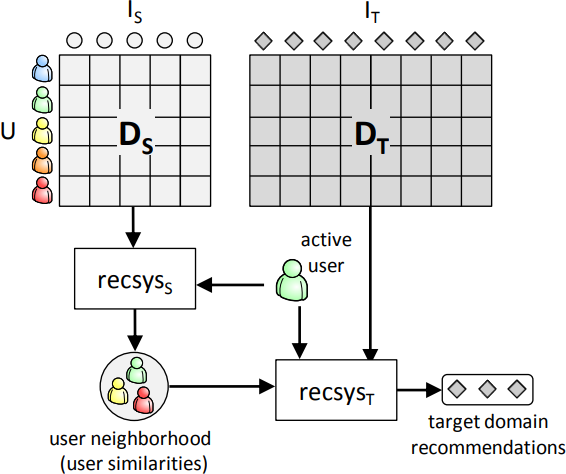 I_S
I_T
U
D_S
D_T
active
user
recsys_S
recsys_T
user neighborhood
(user similarities)
target domain
recommendations